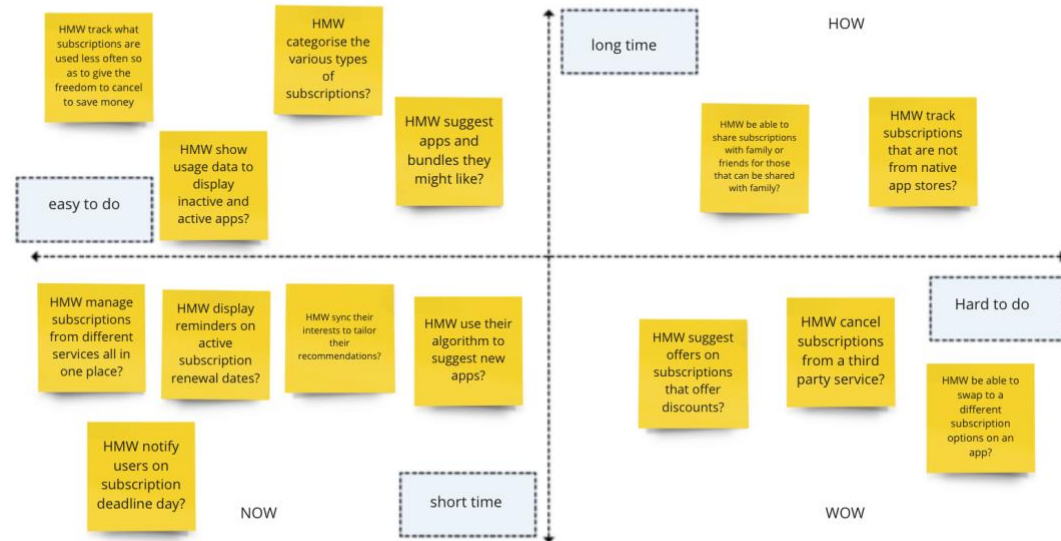 HMW track what
subscriptions are
used less often so
as to give the
freedom to cancel
to save money
HMW
categorise the
various types
of
subscriptions?
HMW suggest
apps and
bundles they
might like?
HMW show
usage data to
display
inactive and
active apps?
easy to do
long time
HOW
HMW be able to
share subscriptions
with family or
friends for those
that can be shared
with family?
HMW track
subscriptions
that are not
from native
app stores?
HMW manage
subscriptions
from different
services all in
one place?
HMW display
reminders on
active
subscription
renewal dates?
HMW sync their
interests to tailor
their
recommendations?
HMW use their
algorithm to
suggest new
apps?
HMW notify
users on
subscription
deadline day?
NOW
short time
Hard to do
HMW suggest
offers on
subscriptions
that offer
discounts?
HMW cancel
subscriptions
from a third
party service?
HMW be able to
swap to a
different
subscription
options on an
app?
WOW